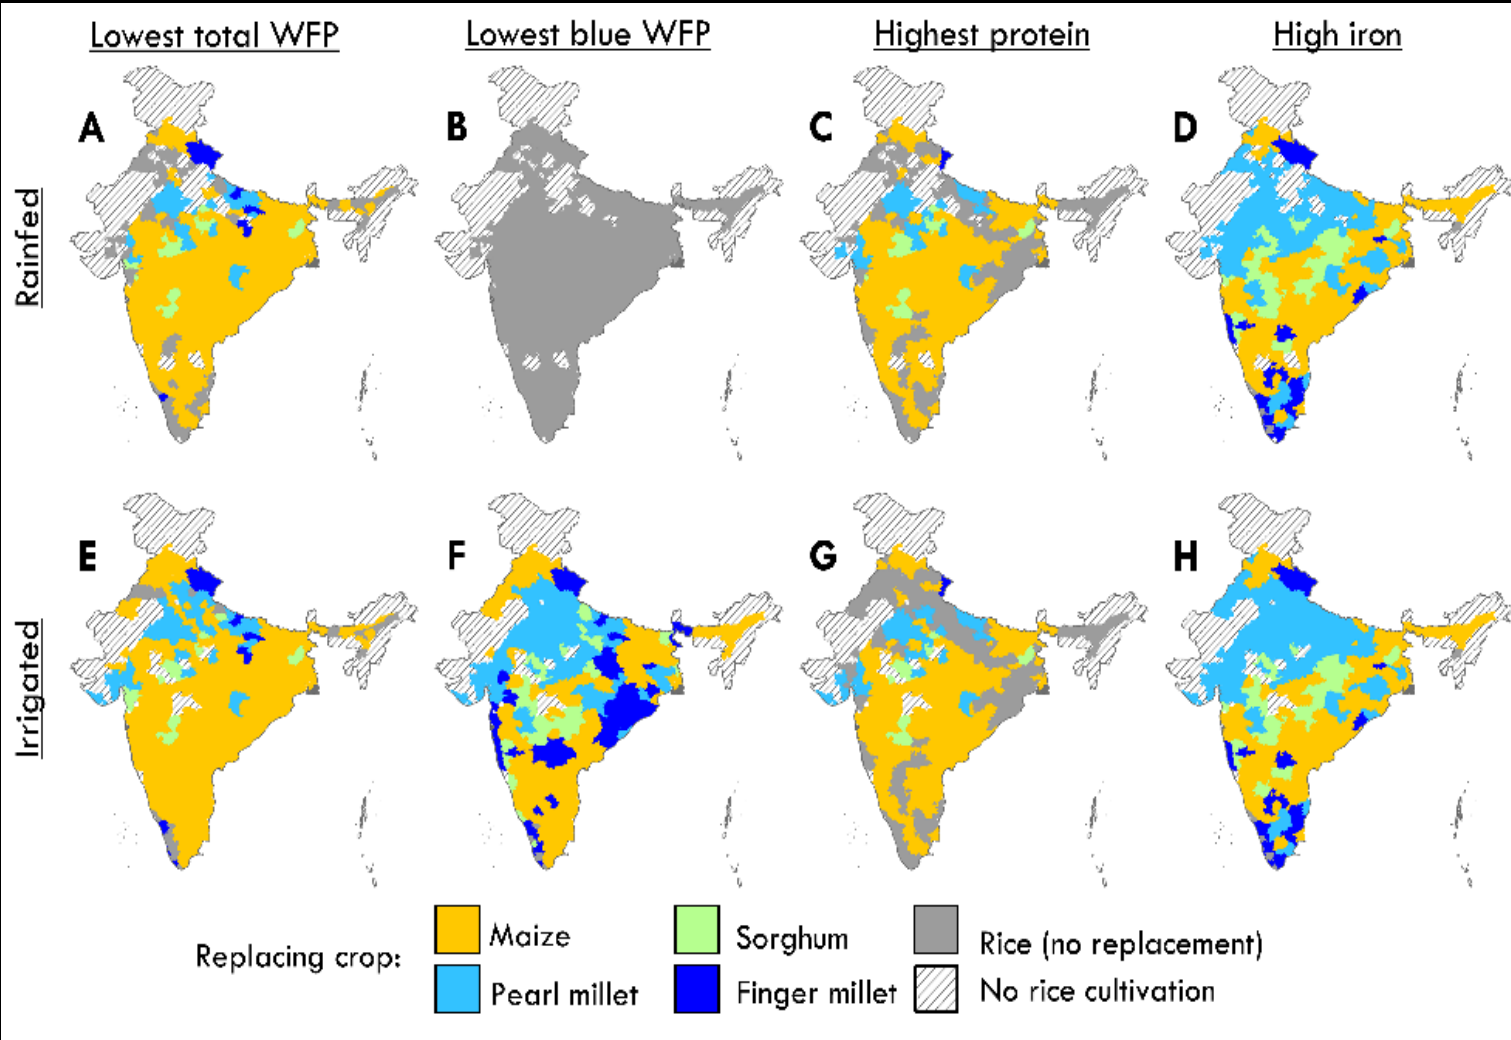 Lowest total WFP
Lowest blue WFP
Highest protein
High iron
A
B
C
D
Rainfed
E
F
G
H
Irrigated
Replacing crop:
Maize
Sorghum
Rice (no replacement)
Pearl millet
Finger millet
No rice cultivation